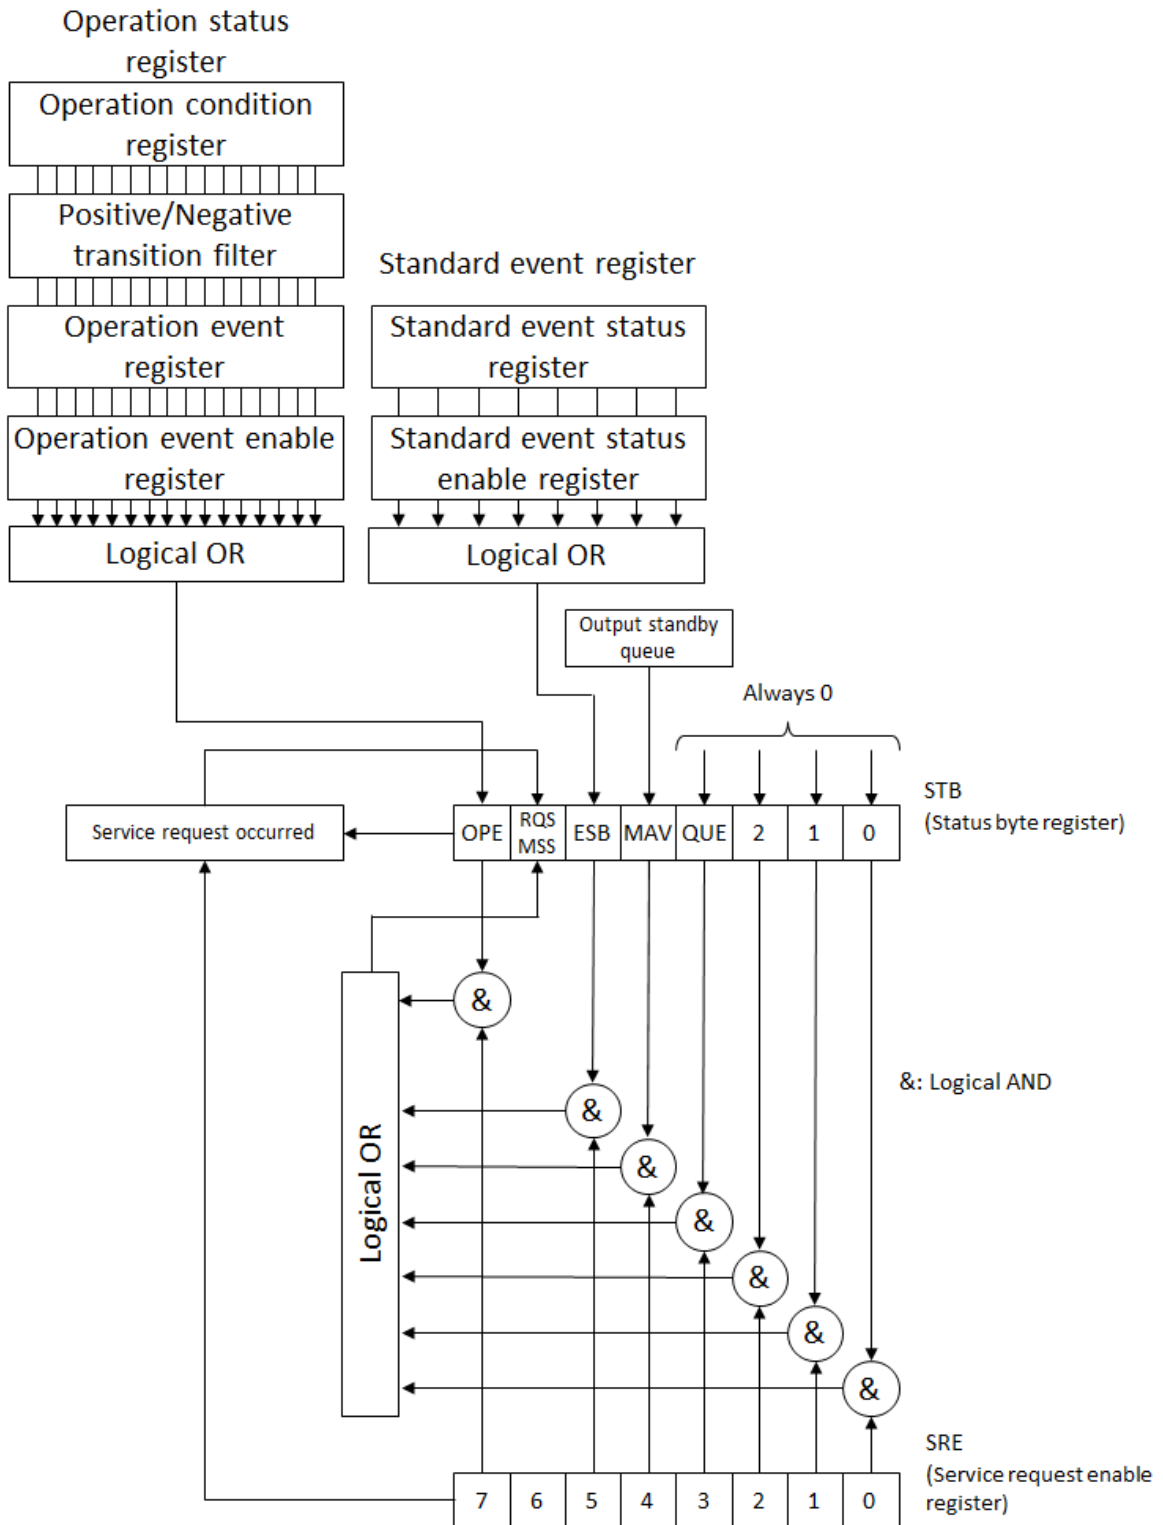 Operation status
register
Operation condition
register
Positive/Negative
transition filter
Standard event register
Operation event
register
Standard event status
register
Operation event enable
register
Standard event status
enable register
Logical OR
Logical OR
Output standby
queue
Always 0
STB
(Status byte register)
Service request occurred
OPE
RQS
MSS
ESB
MAV
QUE
2
1
0
&
&
&: Logical AND
&
&
&
&
&
Logical OR
SRE
(Service request enable
register)
7
6
5
4
3
2
1
0